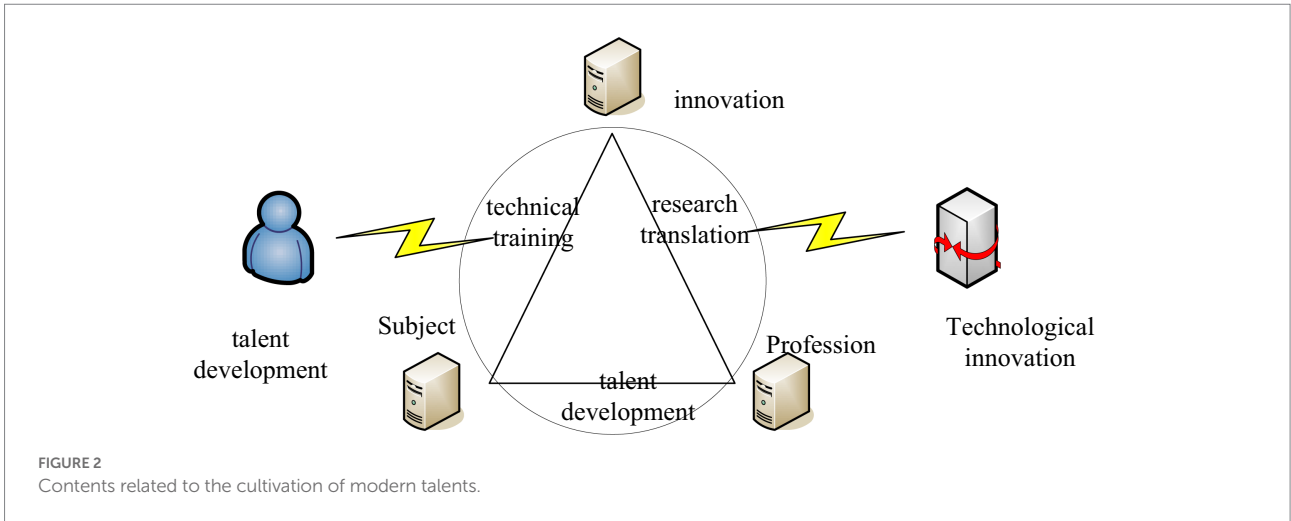 innovation
technical
training
research
translation
Subject
Profession
talent
development
Technological
innovation
talent
development
FIGURE 2
Contents related to the cultivation of modern talents.